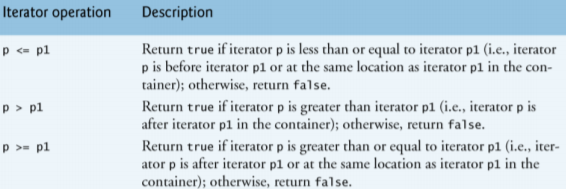 Iterator operation Description
p <= p1 Return true if iterator p is less than or equal to iterator p1 (i.e., iterator
p is before iterator p1 or at the same location as iterator p1 in the con-
tainer); otherwise, return false.
p > p1 Return true if iterator p is greater than iterator p1 (i.e., iterator p is
after iterator p1 in the container); otherwise, return false.
p >= p1 Return true if iterator p is greater than or equal to iterator p1 (i.e., iter-
ator p is after iterator p1 or at the same location as iterator p1 in the
container); otherwise, return false.